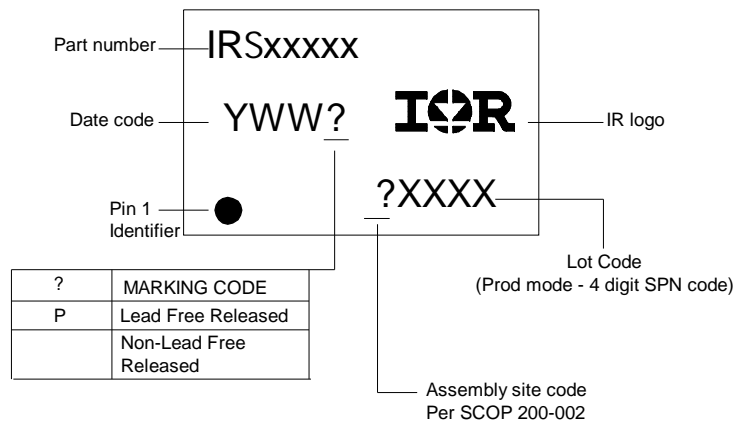 Part number
IRSxxxxx
Date code
YWW?
IOR
IR logo
?XXXX
Pin 1
Identifier
Lot Code
(Prod mode - 4 digit SPN code)
? MARKING CODE
P Lead Free Released
Non-Lead Free
Released
Assembly site code
Per SCOP 200-002